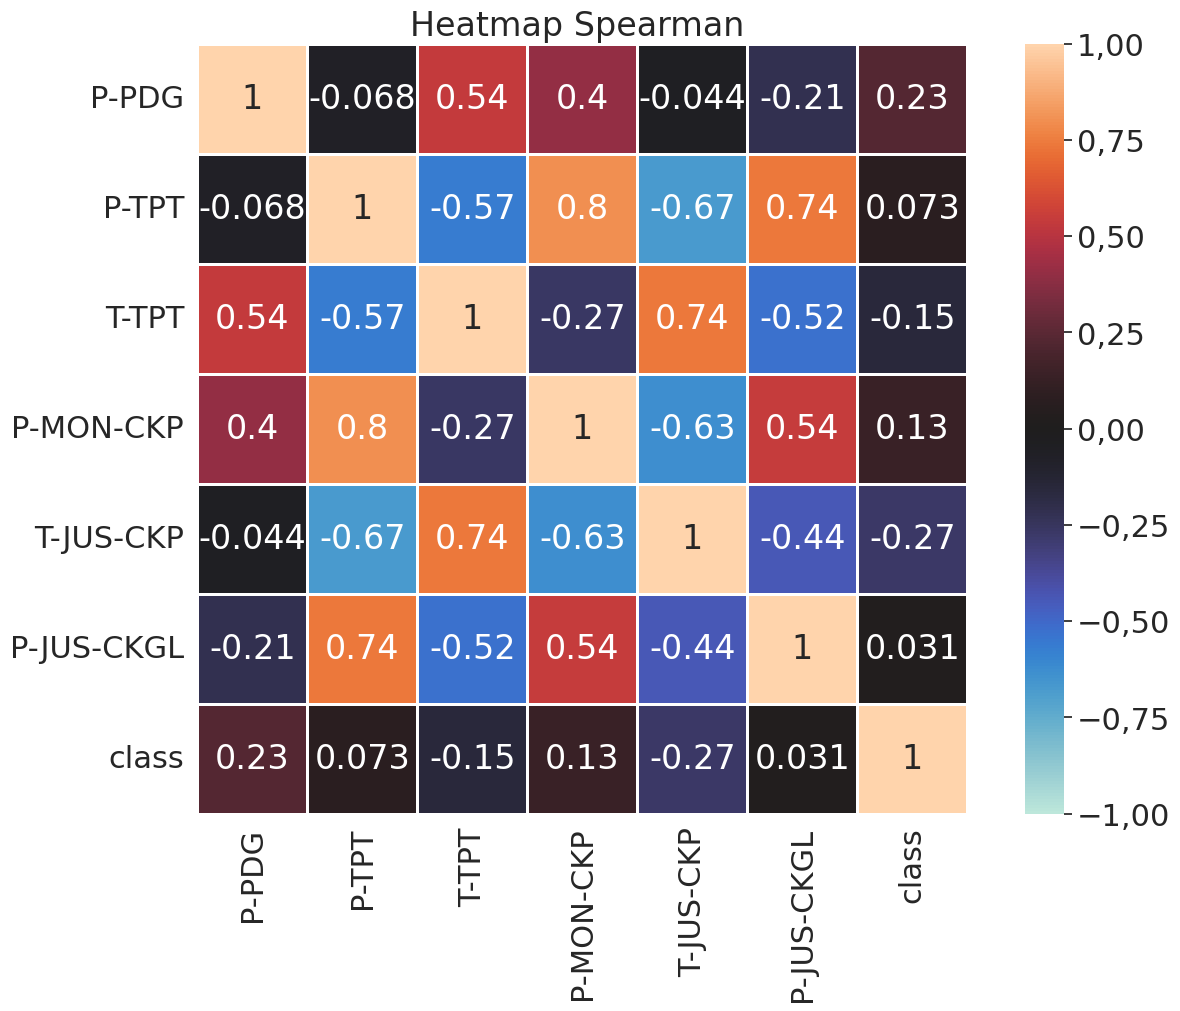 Heatmap Spearman
P-PDG 1 -0.068 0.54 0.4 -0.044 -0.21 0.23
P-TPT -0.068 1 -0.57 0.8 -0.67 0.74 0.073
T-TPT 0.54 -0.57 1 -0.27 0.74 -0.52 -0.15
P-MON-CKP 0.4 0.8 -0.27 1 -0.63 0.54 0.13
T-JUS-CKP -0.044 -0.67 0.74 -0.63 1 -0.44 -0.27
P-JUS-CKGL -0.21 0.74 -0.52 0.54 -0.44 1 0.031
class 0.23 0.073 -0.15 0.13 -0.27 0.031 1
P-PDG P-TPT T-TPT P-MON-CKP T-JUS-CKP P-JUS-CKGL class
1,00
0,75
0,50
0,25
0,00
−0,25
−0,50
−0,75
−1,00